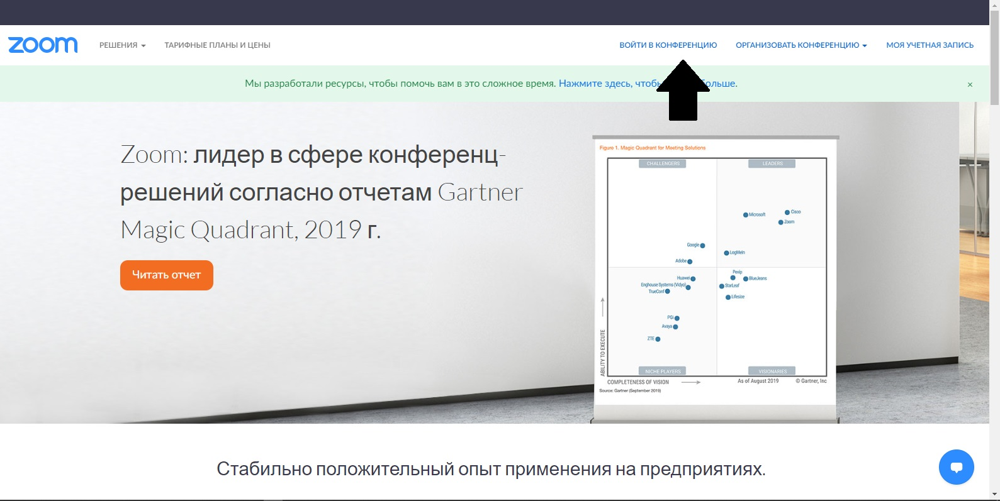 zoom
РЕШЕНИЯ
ТАРИФНЫЕ ПЛАНЫ И ЦЕНЫ
ВОЙТИ В КОНФЕРЕНЦИЮ
ОРГАНИЗОВАТЬ КОНФЕРЕНЦИЮ
МОЯ УЧЕТНАЯ ЗАПИСЬ
Мы разработали ресурсы, чтобы помочь вам в это сложное время. Нажмите здесь, чтобы больше.
×
Zoom: лидер в сфере конференц-
решений согласно отчетам Gartner
Magic Quadrant, 2019 г.
Читать отчет
Figure 1. Magic Quadrant for Meeting Solutions
CHALLENGERS
LEADERS
Microsoft
Cisco
Zoom
Google
LogMeIn
Adobe
Pexip
Huawei
BlueJeans
Enghouse Systems (Vidyo)
StarLeaf
TrueConf
Lifesize
PGi
Avaya
ZTE
ABILITY TO EXECUTE
NICHE PLAYERS
VISIONARIES
COMPLETENESS OF VISION
As of August 2019
© Gartner, Inc
Source: Gartner (September 2019)
Стабильно положительный опыт применения на предприятиях.